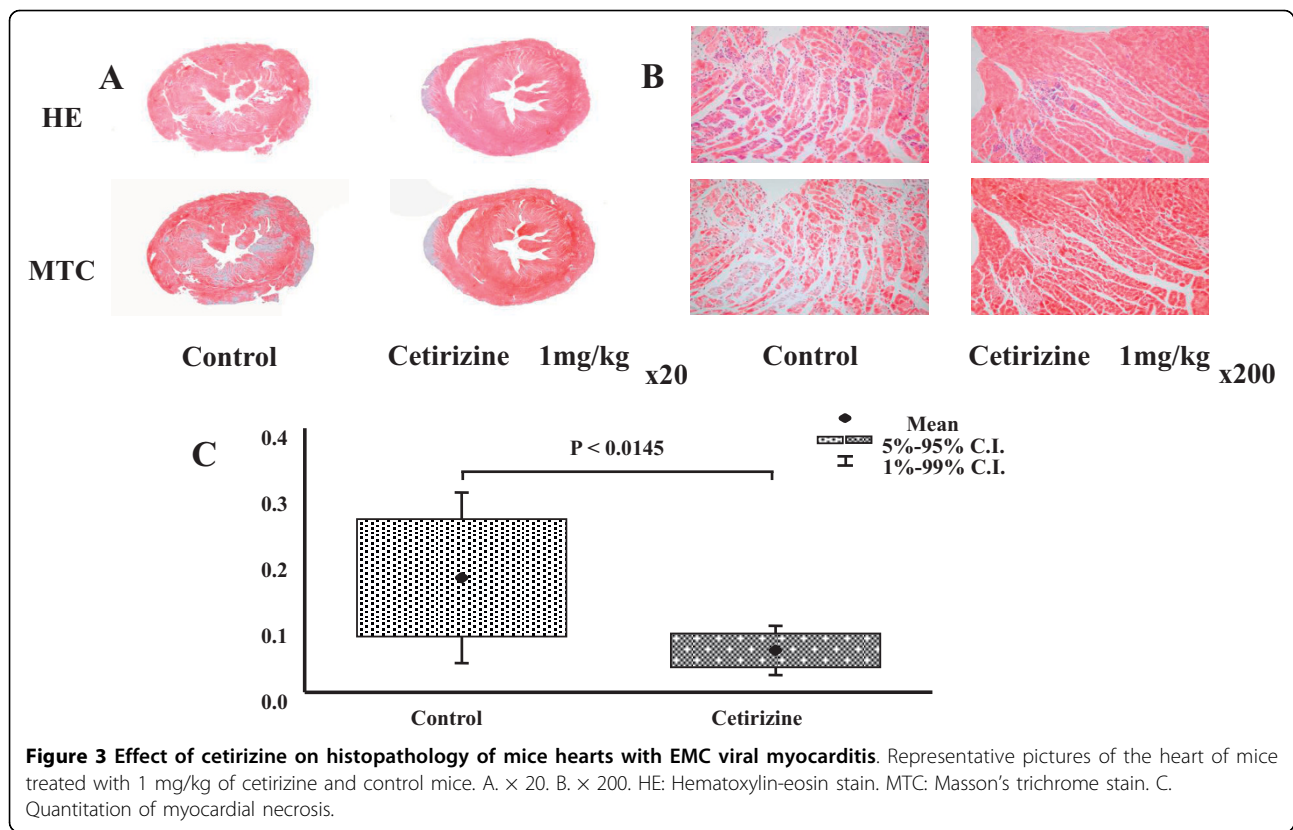 A
B
HE
MTC
Control
Cetirizine 1mg/kg x20
Control
Cetirizine 1mg/kg x200
C
Mean
5%-95% C.I.
1%-99% C.I.
P < 0.0145
0.4
0.3
0.2
0.1
0.0
Control Cetirizine
Figure 3 Effect of cetirizine on histopathology of mice hearts with EMC viral myocarditis. Representative pictures of the heart of mice
treated with 1 mg/kg of cetirizine and control mice. A. × 20. B. × 200. HE: Hematoxylin-eosin stain. MTC: Masson's trichrome stain. C.
Quantitation of myocardial necrosis.